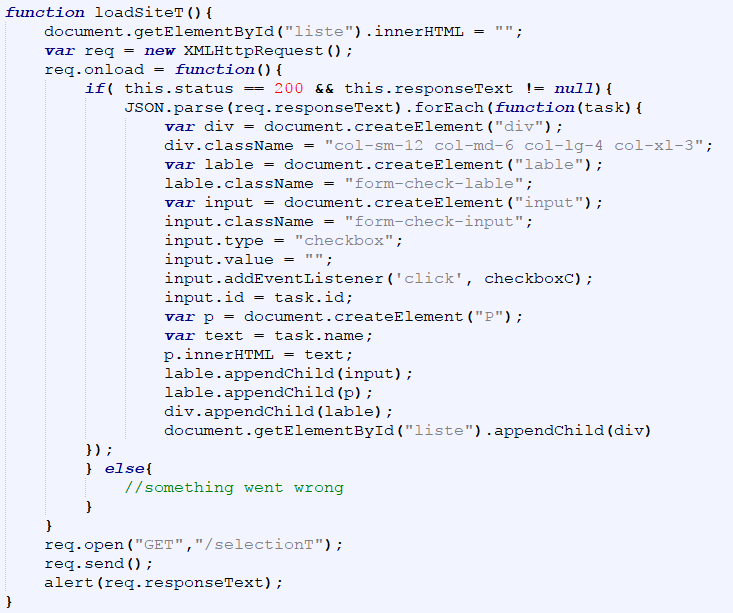 function loadSiteT(){
    document.getElementById("liste").innerHTML = "";
    var req = new XMLHttpRequest();
    req.onload = function(){
        if( this.status == 200 && this.responseText != null){
            JSON.parse(req.responseText).forEach(function(task){
                var div = document.createElement("div");
                div.className = "col-sm-12 col-md-6 col-lg-4 col-xl-3";
                var lable = document.createElement("lable");
                lable.className = "form-check-lable";
                var input = document.createElement("input");
                input.className = "form-check-input";
                input.type = "checkbox";
                input.value = "";
                input.addEventListener('click', checkboxC);
                input.id = task.id;
                var p = document.createElement("P");
                var text = task.name;
                p.innerHTML = text;
                lable.appendChild(input);
                lable.appendChild(p);
                div.appendChild(lable);
                document.getElementById("liste").appendChild(div)
        });
        } else{
            //something went wrong
        }
    }
    req.open("GET","/selectionT");
    req.send();
    alert(req.responseText);
}